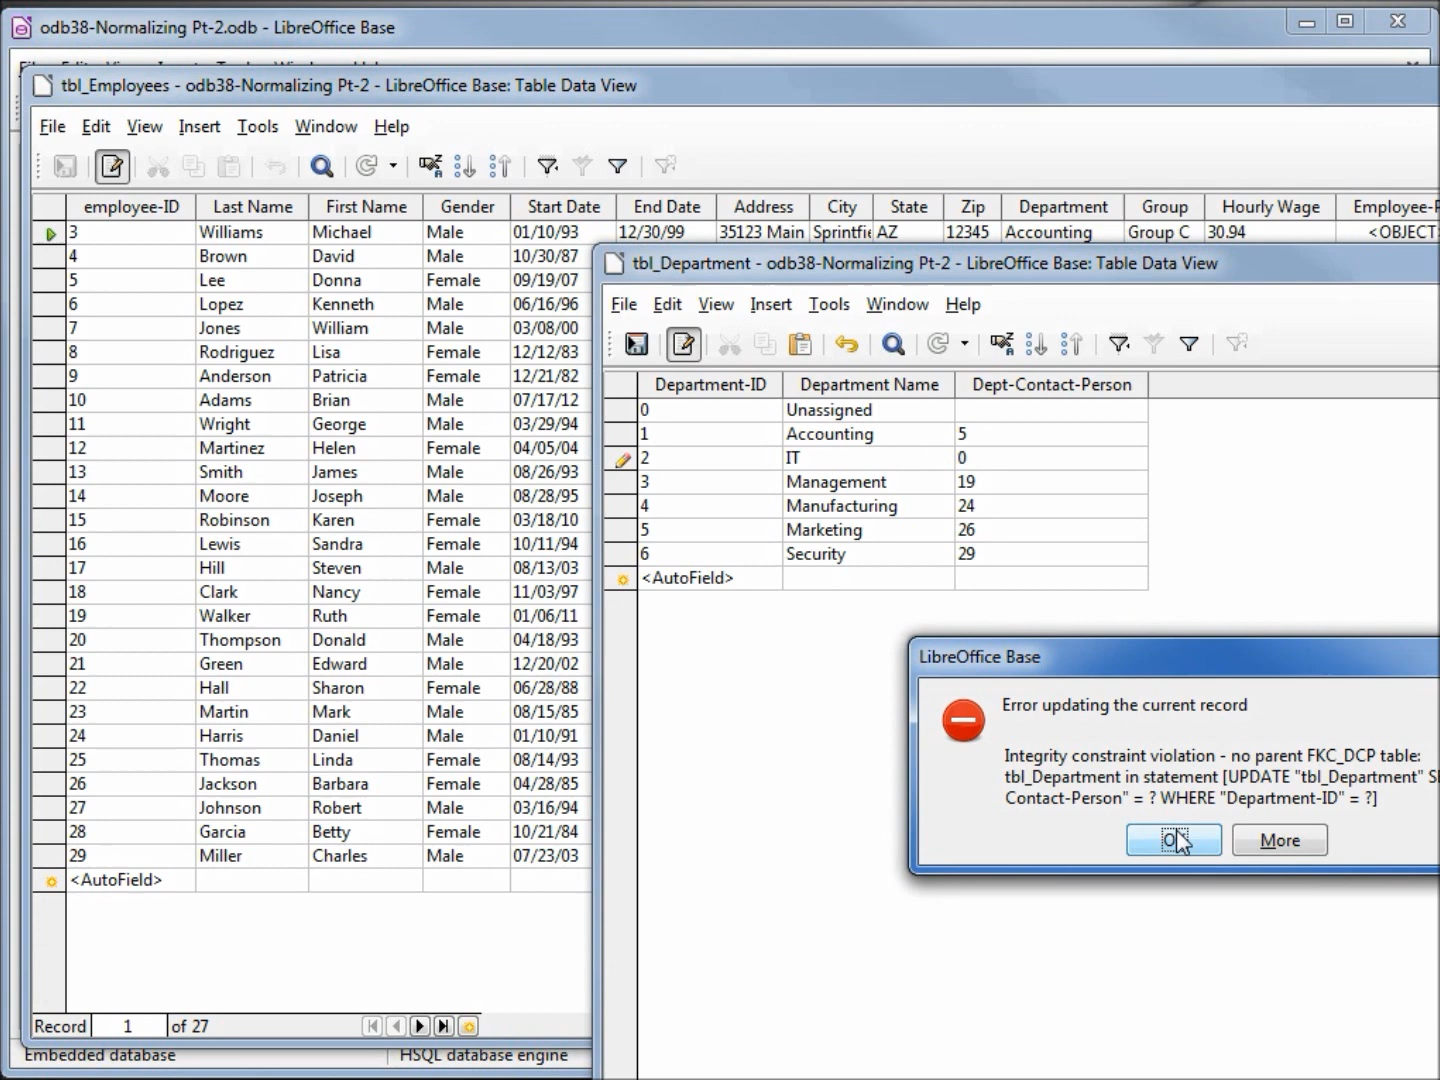 odb38-Normalizing Pt-2.odb - LibreOffice Base
tbl_Employees - odb38-Normalizing Pt-2 - LibreOffice Base: Table Data View
File Edit View Insert Tools Window Help
employee-ID Last Name First Name Gender Start Date End Date Address City State Zip Department Group Hourly Wage Employee-
3 Williams Michael Male 01/10/93 12/30/99 35123 Main Sprintfie AZ 12345 Accounting Group C 30.94 <OBJECT
4 Brown David Male 10/30/87
5 Lee Donna Female 09/19/07
6 Lopez Kenneth Male 06/16/96
7 Jones William Male 03/08/00
8 Rodriguez Lisa Female 12/12/83
9 Anderson Patricia Female 12/21/82
10 Adams Brian Male 07/17/12
11 Wright George Male 03/29/94
12 Martinez Helen Female 04/05/04
13 Smith James Male 08/26/93
14 Moore Joseph Male 08/28/95
15 Robinson Karen Female 03/18/10
16 Lewis Sandra Female 10/11/94
17 Hill Steven Male 08/13/03
18 Clark Nancy Female 11/03/97
19 Walker Ruth Female 01/06/11
20 Thompson Donald Male 04/18/93
21 Green Edward Male 12/20/02
22 Hall Sharon Female 06/28/88
23 Martin Mark Male 08/15/85
24 Harris Daniel Male 01/10/91
25 Thomas Linda Female 08/14/93
26 Jackson Barbara Female 04/28/85
27 Johnson Robert Male 03/16/94
28 Garcia Betty Female 10/21/84
29 Miller Charles Male 07/23/03
<AutoField>
Record 1 of 27
Embedded database HSQL database engine
tbl_Department - odb38-Normalizing Pt-2 - LibreOffice Base: Table Data View
File Edit View Insert Tools Window Help
Department-ID Department Name Dept-Contact-Person
0 Unassigned
1 Accounting 5
2 IT 0
3 Management 19
4 Manufacturing 24
5 Marketing 26
6 Security 29
<AutoField>
LibreOffice Base
Error updating the current record
Integrity constraint violation - no parent FKC_DCP table:
tbl_Department in statement [UPDATE "tbl_Department"
Contact-Person" = ? WHERE "Department-ID" = ?]
More